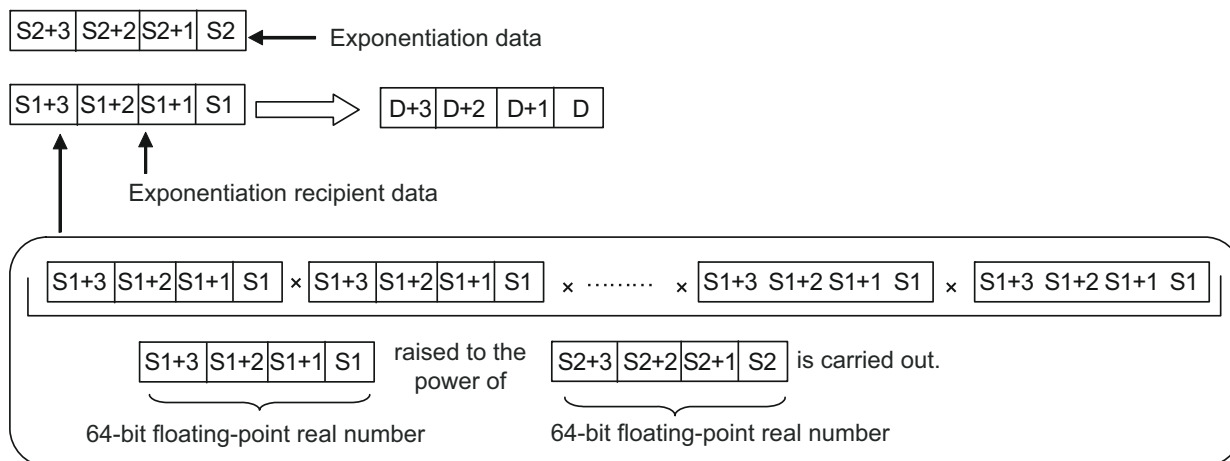 S2+3 S2+2 S2+1 S2 Exponentiation data
S1+3 S1+2 S1+1 S1 D+3 D+2 D+1 D
Exponentiation recipient data
S1+3 S1+2 S1+1 S1 × S1+3 S1+2 S1+1 S1 × ......... × S1+3 S1+2 S1+1 S1 × S1+3 S1+2 S1+1 S1
S1+3 S1+2 S1+1 S1 raised to the power of S2+3 S2+2 S2+1 S2 is carried out.
64-bit floating-point real number 64-bit floating-point real number